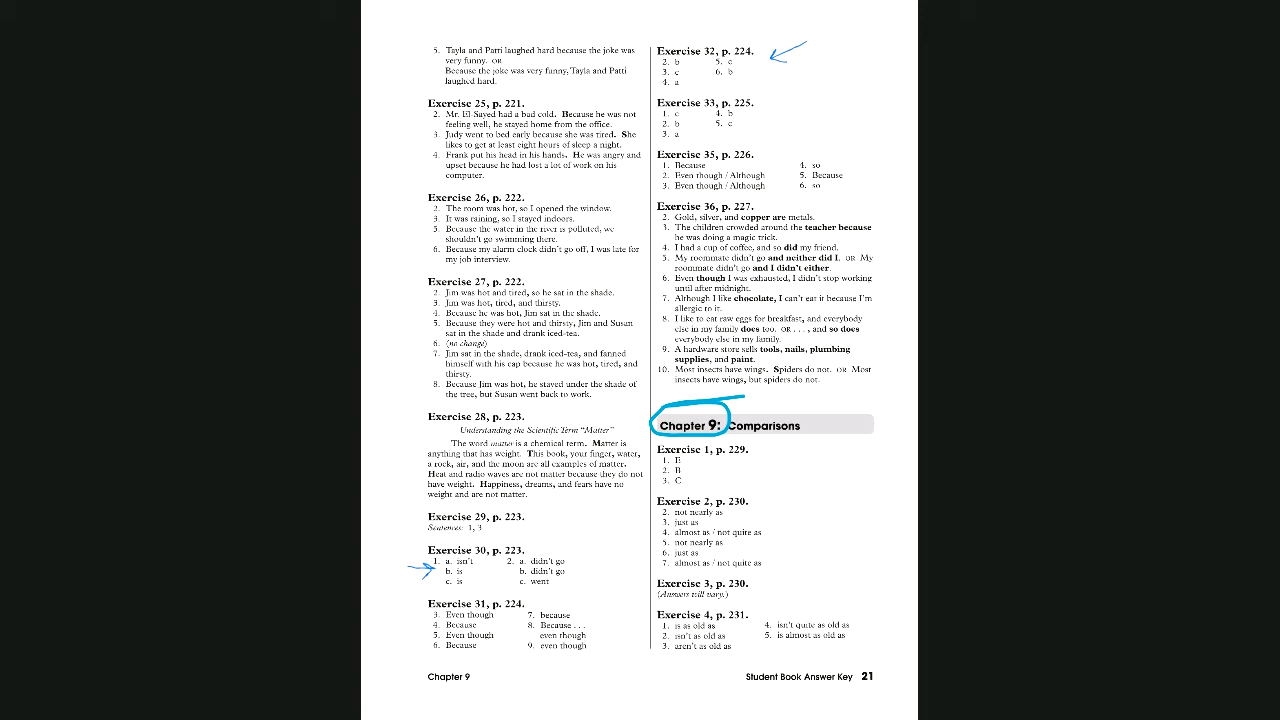 5. Tayla and Patti laughed hard because the joke was
very funny. OR
Because the joke was very funny, Tayla and Patti
laughed hard.
Exercise 25, p. 221.
2. Mr. El-Sayed had a bad cold. Because he was not
feeling well, he stayed home from the office.
3. Judy went to bed early because she was tired. She
likes to get at least eight hours of sleep a night.
4. Frank put his head in his hands. He was angry and
upset because he had lost a lot of work on his
computer.
Exercise 26, p. 222.
2. The room was hot, so I opened the window.
3. It was raining, so I stayed indoors.
5. Because the water in the river is polluted, we
shouldn't go swimming there.
6. Because my alarm clock didn't go off, I was late for
my job interview.
Exercise 27, p. 222.
2. Jim was hot and tired, so he sat in the shade.
3. Jim was hot, tired, and thirsty.
4. Because he was hot, Jim sat in the shade.
5. Because they were hot and thirsty, Jim and Susan
sat in the shade and drank iced-tea.
6. (no change)
7. Jim sat in the shade, drank iced-tea, and fanned
himself with his cap because he was hot, tired, and
thirsty.
8. Because Jim was hot, he stayed under the shade of
the tree, but Susan went back to work.
Exercise 28, p. 223.
Understanding the Scientific Term "Matter"
The word matter is a chemical term. Matter is
anything that has weight. This book, your finger, water,
a rock, air, and the moon are all examples of matter.
Heat and radio waves are not matter because they do not
have weight. Happiness, dreams, and fears have no
weight and are not matter.
Exercise 29, p. 223.
Sentences: 1, 3
Exercise 30, p. 223.
1. a. isn't 2. a. didn't go
b. is b. didn't go
c. is c. went
Exercise 31, p. 224.
3. Even though 7. because
4. Because 8. Because . . .
5. Even though even though
6. Because 9. even though
Exercise 32, p. 224.
2. b 5. c
3. c 6. b
4. a
Exercise 33, p. 225.
1. c 4. b
2. b 5. c
3. a
Exercise 35, p. 226.
1. Because 4. so
2. Even though / Although 5. Because
3. Even though / Although 6. so
Exercise 36, p. 227.
2. Gold, silver, and copper are metals.
3. The children crowded around the teacher because
he was doing a magic trick.
4. I had a cup of coffee, and so did my friend.
5. My roommate didn't go and neither did I. OR My
roommate didn't go and I didn't either.
6. Even though I was exhausted, I didn't stop working
until after midnight.
7. Although I like chocolate, I can't eat it because I'm
allergic to it.
8. I like to eat raw eggs for breakfast, and everybody
else in my family does too. OR . . . , and so does
everybody else in my family.
9. A hardware store sells tools, nails, plumbing
supplies, and paint.
10. Most insects have wings. Spiders do not. OR Most
insects have wings, but spiders do not.
Chapter 9: Comparisons
Exercise 1, p. 229.
1. E
2. B
3. C
Exercise 2, p. 230.
2. not nearly as
3. just as
4. almost as / not quite as
5. not nearly as
6. just as
7. almost as / not quite as
Exercise 3, p. 230.
(Answers will vary.)
Exercise 4, p. 231.
1. is as old as 4. isn't quite as old as
2. isn't as old as 5. is almost as old as
3. aren't as old as
Chapter 9
Student Book Answer Key 21